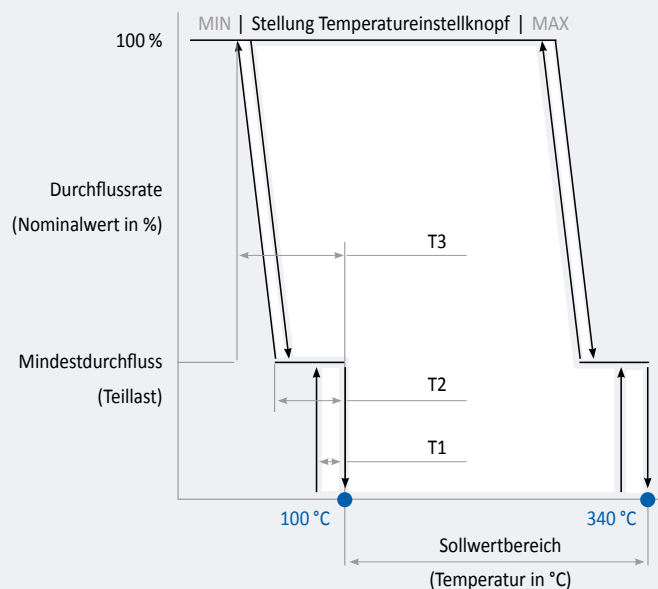 MIN | Stellung Temperatureinstellknopf | MAX
100 %
Durchflussrate
(Nominalwert in %)
T3
Mindestdurchfluss
(Teillast)
T2
T1
100 °C
340 °C
Sollwertbereich
(Temperatur in °C)